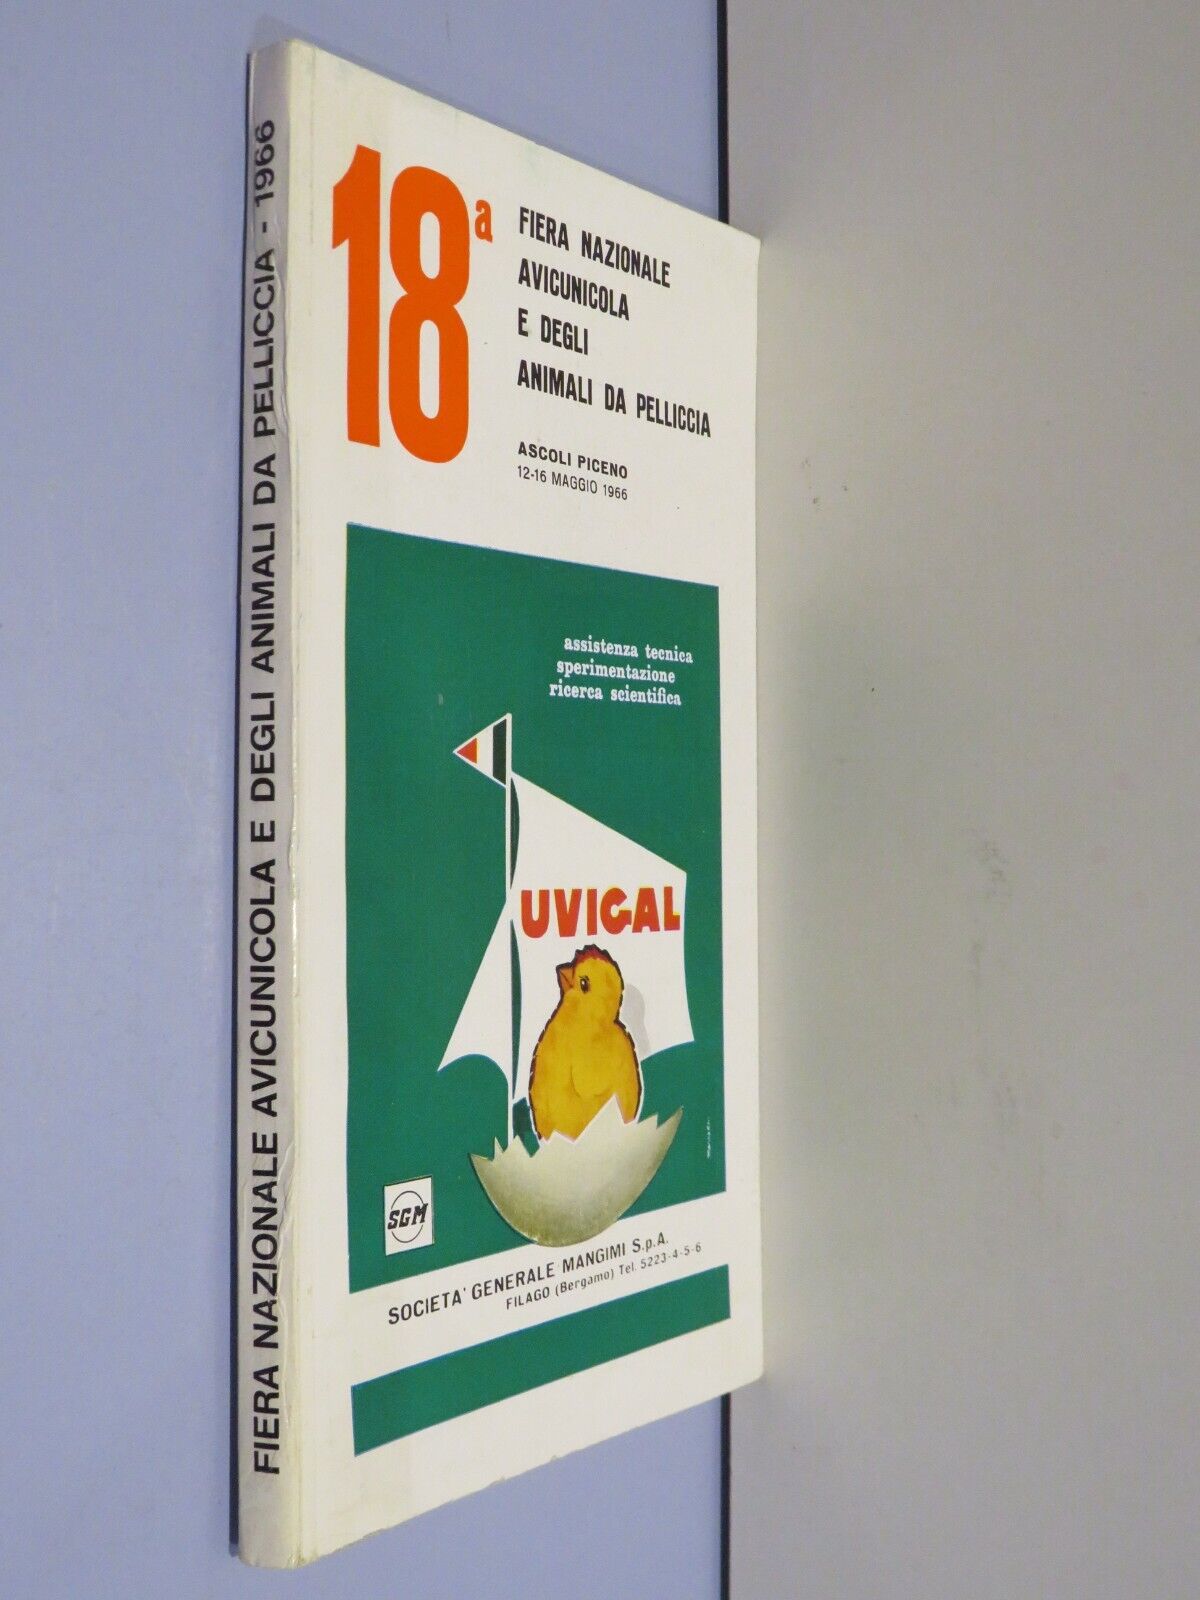 FIERA NAZIONALE AVICUNICOLA E DEGLI ANIMALI DA PELLICCIA - 1966
18a
FIERA NAZIONALE
AVICUNICOLA
E DEGLI
ANIMALI DA PELLICCIA
ASCOLI PICENO
12-16 MAGGIO 1966
assistenza tecnica
sperimentazione
ricerca scientifica
UVIGAL
SGM
SOCIETA' GENERALE MANGIMI S.p.A.
FILAGO (Bergamo) Tel. 5223-4-5-6